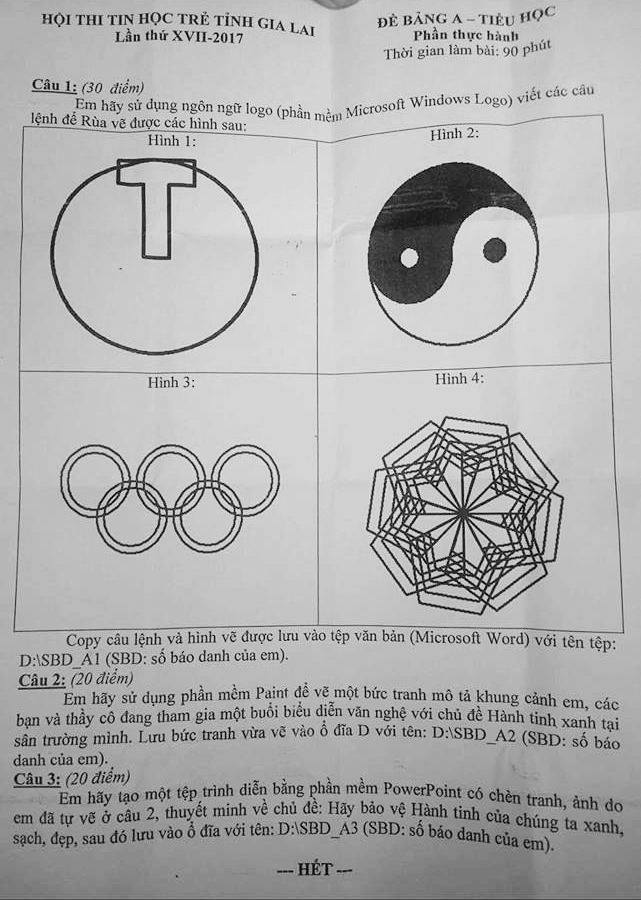 HỘI THI TIN HỌC TRẺ TỈNH GIA LAI
Lần thứ XVII-2017
ĐỀ BẢNG A – TIỂU HỌC
Phần thực hành
Thời gian làm bài: 90 phút
Câu 1: (30 điểm)
Em hãy sử dụng ngôn ngữ logo (phần mềm Microsoft Windows Logo) viết các câu
lệnh để Rùa vẽ được các hình sau:
Hình 1:
Hình 2:
Hình 3:
Hình 4:
Copy câu lệnh và hình vẽ được lưu vào tệp văn bản (Microsoft Word) với tên tệp:
D:\SBD_A1 (SBD: số báo danh của em).
Câu 2: (20 điểm)
Em hãy sử dụng phần mềm Paint để vẽ một bức tranh mô tả khung cảnh em, các
bạn và thầy cô đang tham gia một buổi biểu diễn văn nghệ với chủ đề Hành tinh xanh tại
sân trường mình. Lưu bức tranh vừa vẽ vào ổ đĩa D với tên: D:\SBD_A2 (SBD: số báo
danh của em).
Câu 3: (20 điểm)
Em hãy tạo một tệp trình diễn bằng phần mềm PowerPoint có chèn tranh, ảnh do
em đã tự vẽ ở câu 2, thuyết minh về chủ đề: Hãy bảo vệ Hành tinh của chúng ta xanh,
sạch, đẹp, sau đó lưu vào ổ đĩa với tên: D:\SBD_A3 (SBD: số báo danh của em).
--- HẾT ---